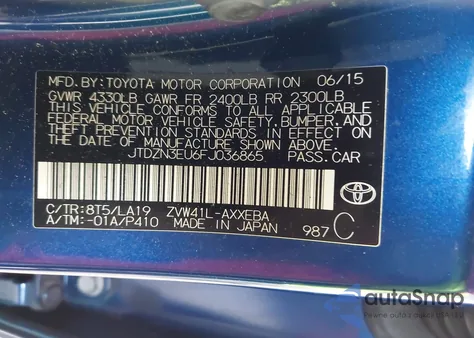 MFD.BY:TOYOTA MOTOR CORPORATION 06/15
GVWR 4330LB GAWR FR 2400LB RR 2300LB
THIS VEHICLE CONFORMS TO ALL APPLICABLE
FEDERAL MOTOR VEHICLE SAFETY,BUMPER,AND
THEFT PREVENTION STANDARDS IN EFFECT ON
THE DATE OF MANUFACTURE SHOWN ABOVE.
JTDZN3EU6FJ036865 PASS.CAR
C/TR:8T5/LA19 ZVW41L-AXXEBA
A/TM:-01A/P410 MADE IN JAPAN 987 C
TOYOTA
autoAstap